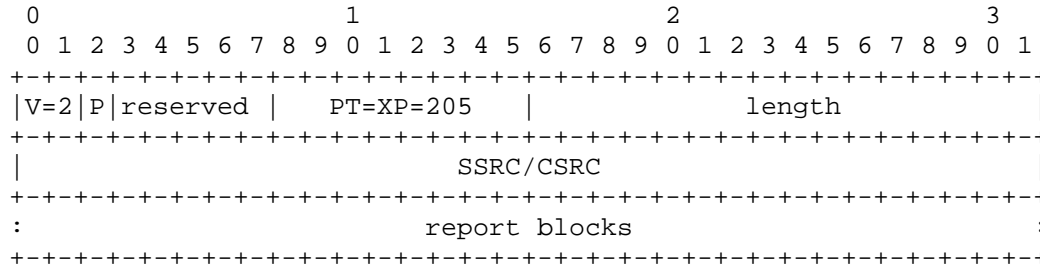 0                   1                   2                   3
 0 1 2 3 4 5 6 7 8 9 0 1 2 3 4 5 6 7 8 9 0 1 2 3 4 5 6 7 8 9 0 1
+-+-+-+-+-+-+-+-+-+-+-+-+-+-+-+-+-+-+-+-+-+-+-+-+-+-+-+-+-+-+-+-
|V=2|P|reserved |   PT=XP=205   |             length            |
+-+-+-+-+-+-+-+-+-+-+-+-+-+-+-+-+-+-+-+-+-+-+-+-+-+-+-+-+-+-+-+-
|                           SSRC/CSRC                           |
+-+-+-+-+-+-+-+-+-+-+-+-+-+-+-+-+-+-+-+-+-+-+-+-+-+-+-+-+-+-+-+-
:                         report blocks                         :
+-+-+-+-+-+-+-+-+-+-+-+-+-+-+-+-+-+-+-+-+-+-+-+-+-+-+-+-+-+-+-+-